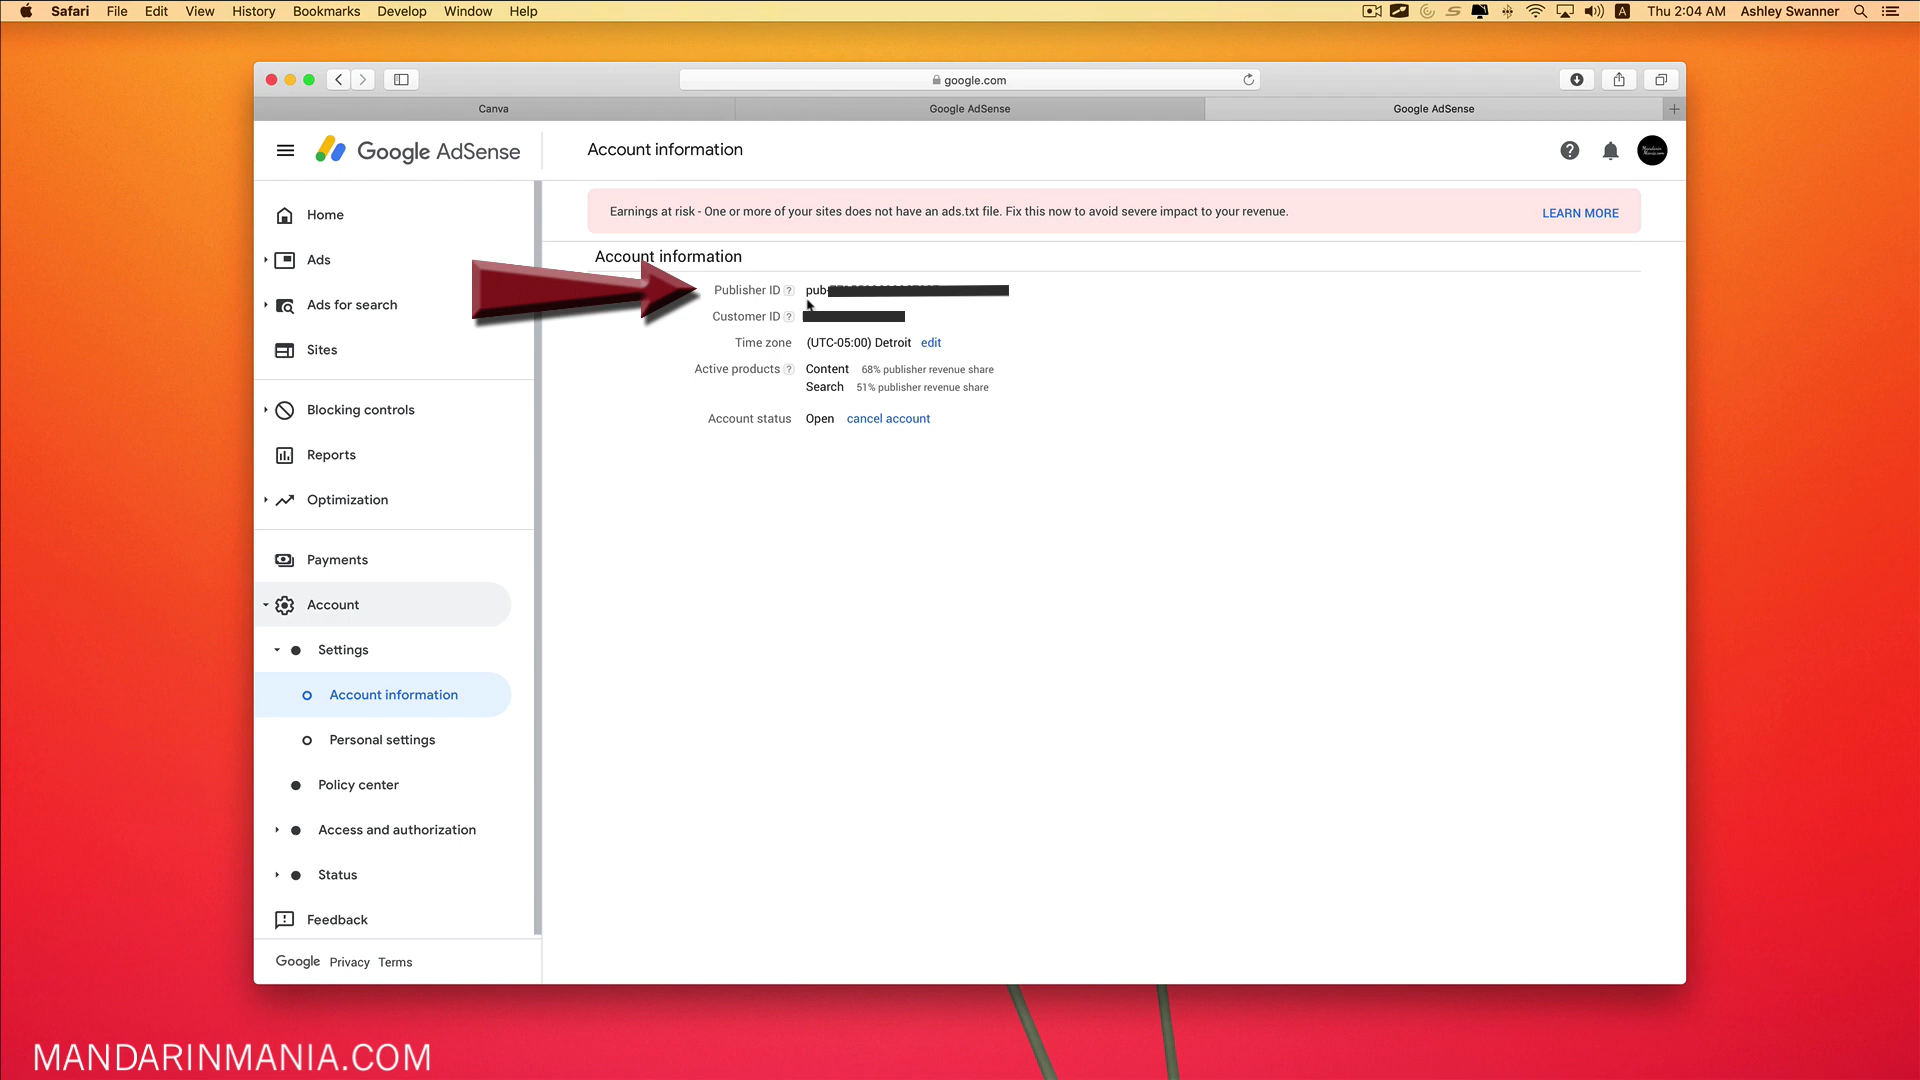 Safari File Edit View History Bookmarks Develop Window Help
A Thu 2:04 AM Ashley Swanner
google.com
Canva
Google AdSense
Google AdSense
Google AdSense
Account information
Home
Ads
Ads for search
Sites
Blocking controls
Reports
Optimization
Payments
Account
Settings
Account information
Personal settings
Policy center
Access and authorization
Status
Feedback
Google Privacy Terms
Earnings at risk - One or more of your sites does not have an ads.txt file. Fix this now to avoid severe impact to your revenue. LEARN MORE
Account information
Publisher ID ? pub-
Customer ID ?
Time zone (UTC-05:00) Detroit edit
Active products ? Content 68% publisher revenue share
Search 51% publisher revenue share
Account status Open cancel account
MANDARINMANIA.COM